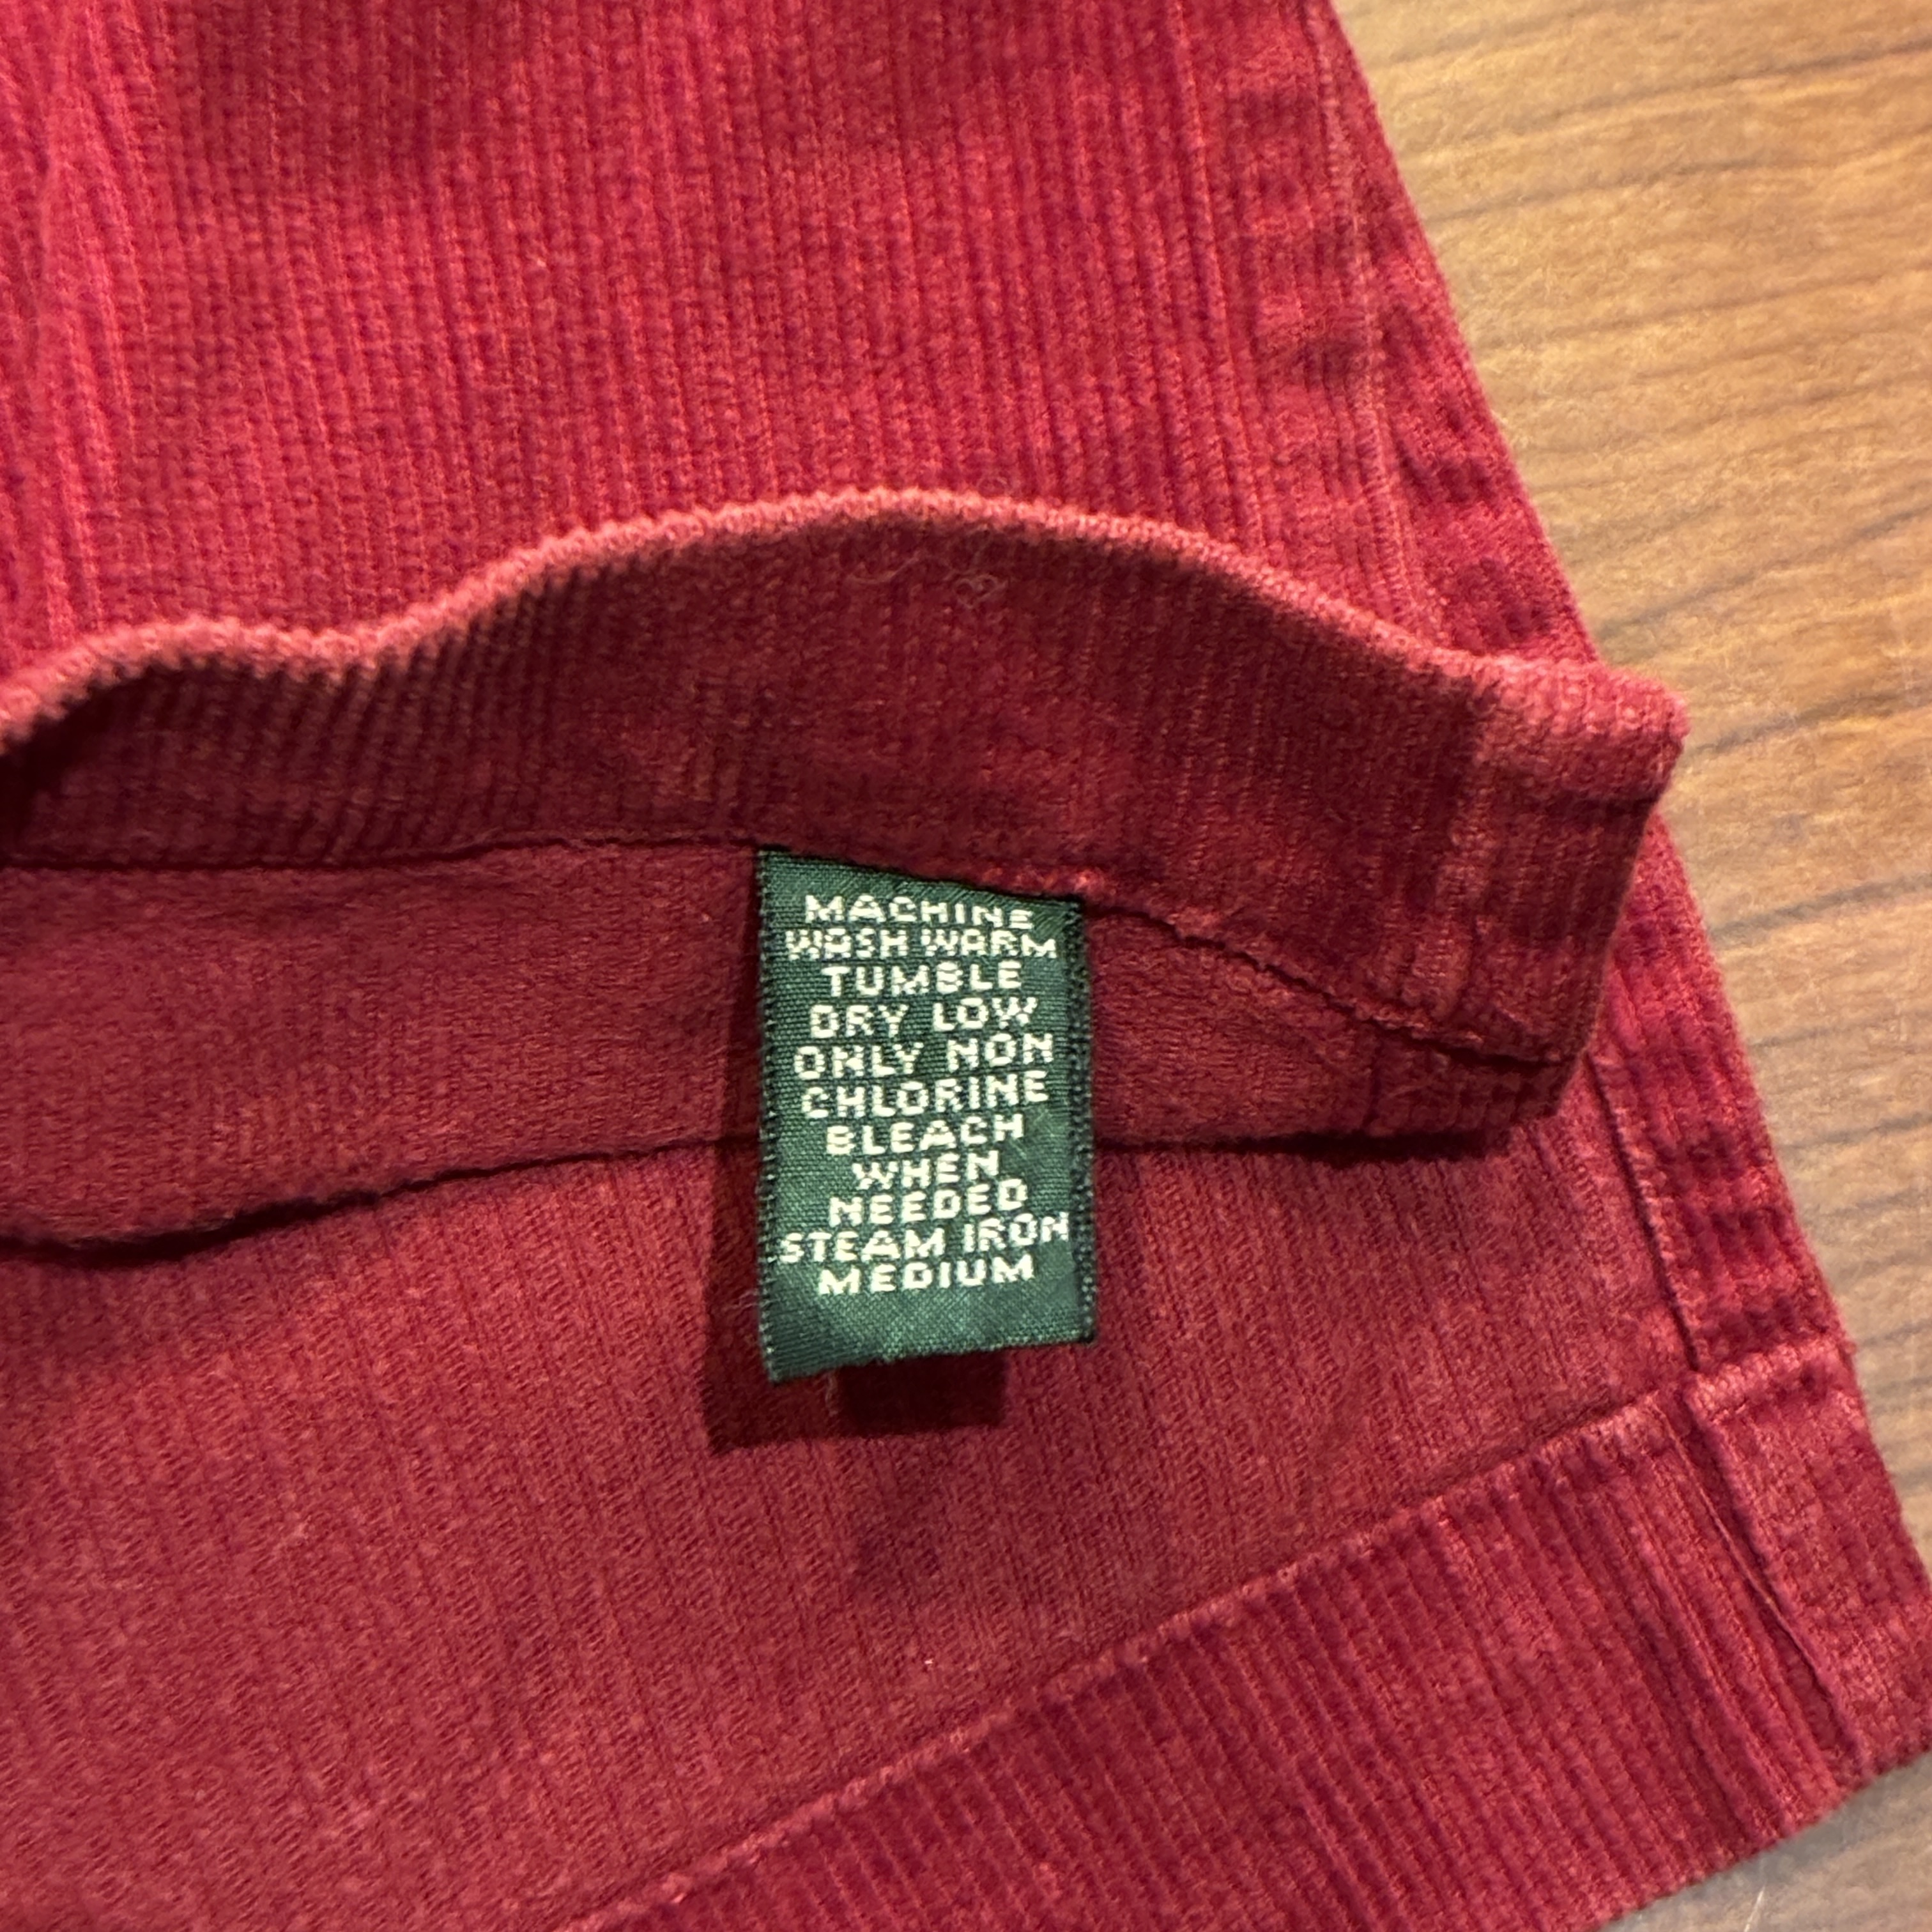 MACHINE
WASH WARM
TUMBLE
DRY LOW
ONLY NON
CHLORINE
BLEACH
WHEN
NEEDED
STEAM IRON
MEDIUM